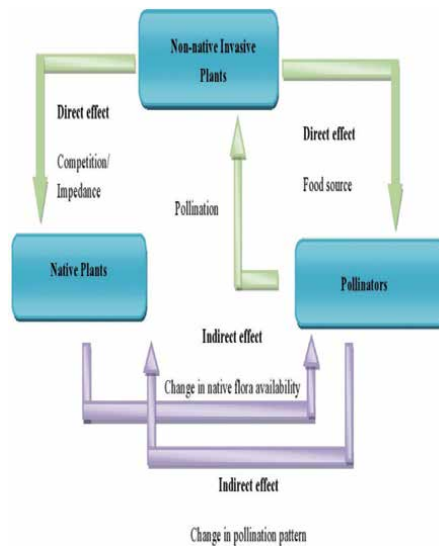 Non-native Invasive
Plants
Direct effect
Competition/
Impedance
Direct effect
Food source
Pollination
Native Plants
Pollinators
Indirect effect
Change in native flora availability
Indirect effect
Change in pollination pattern